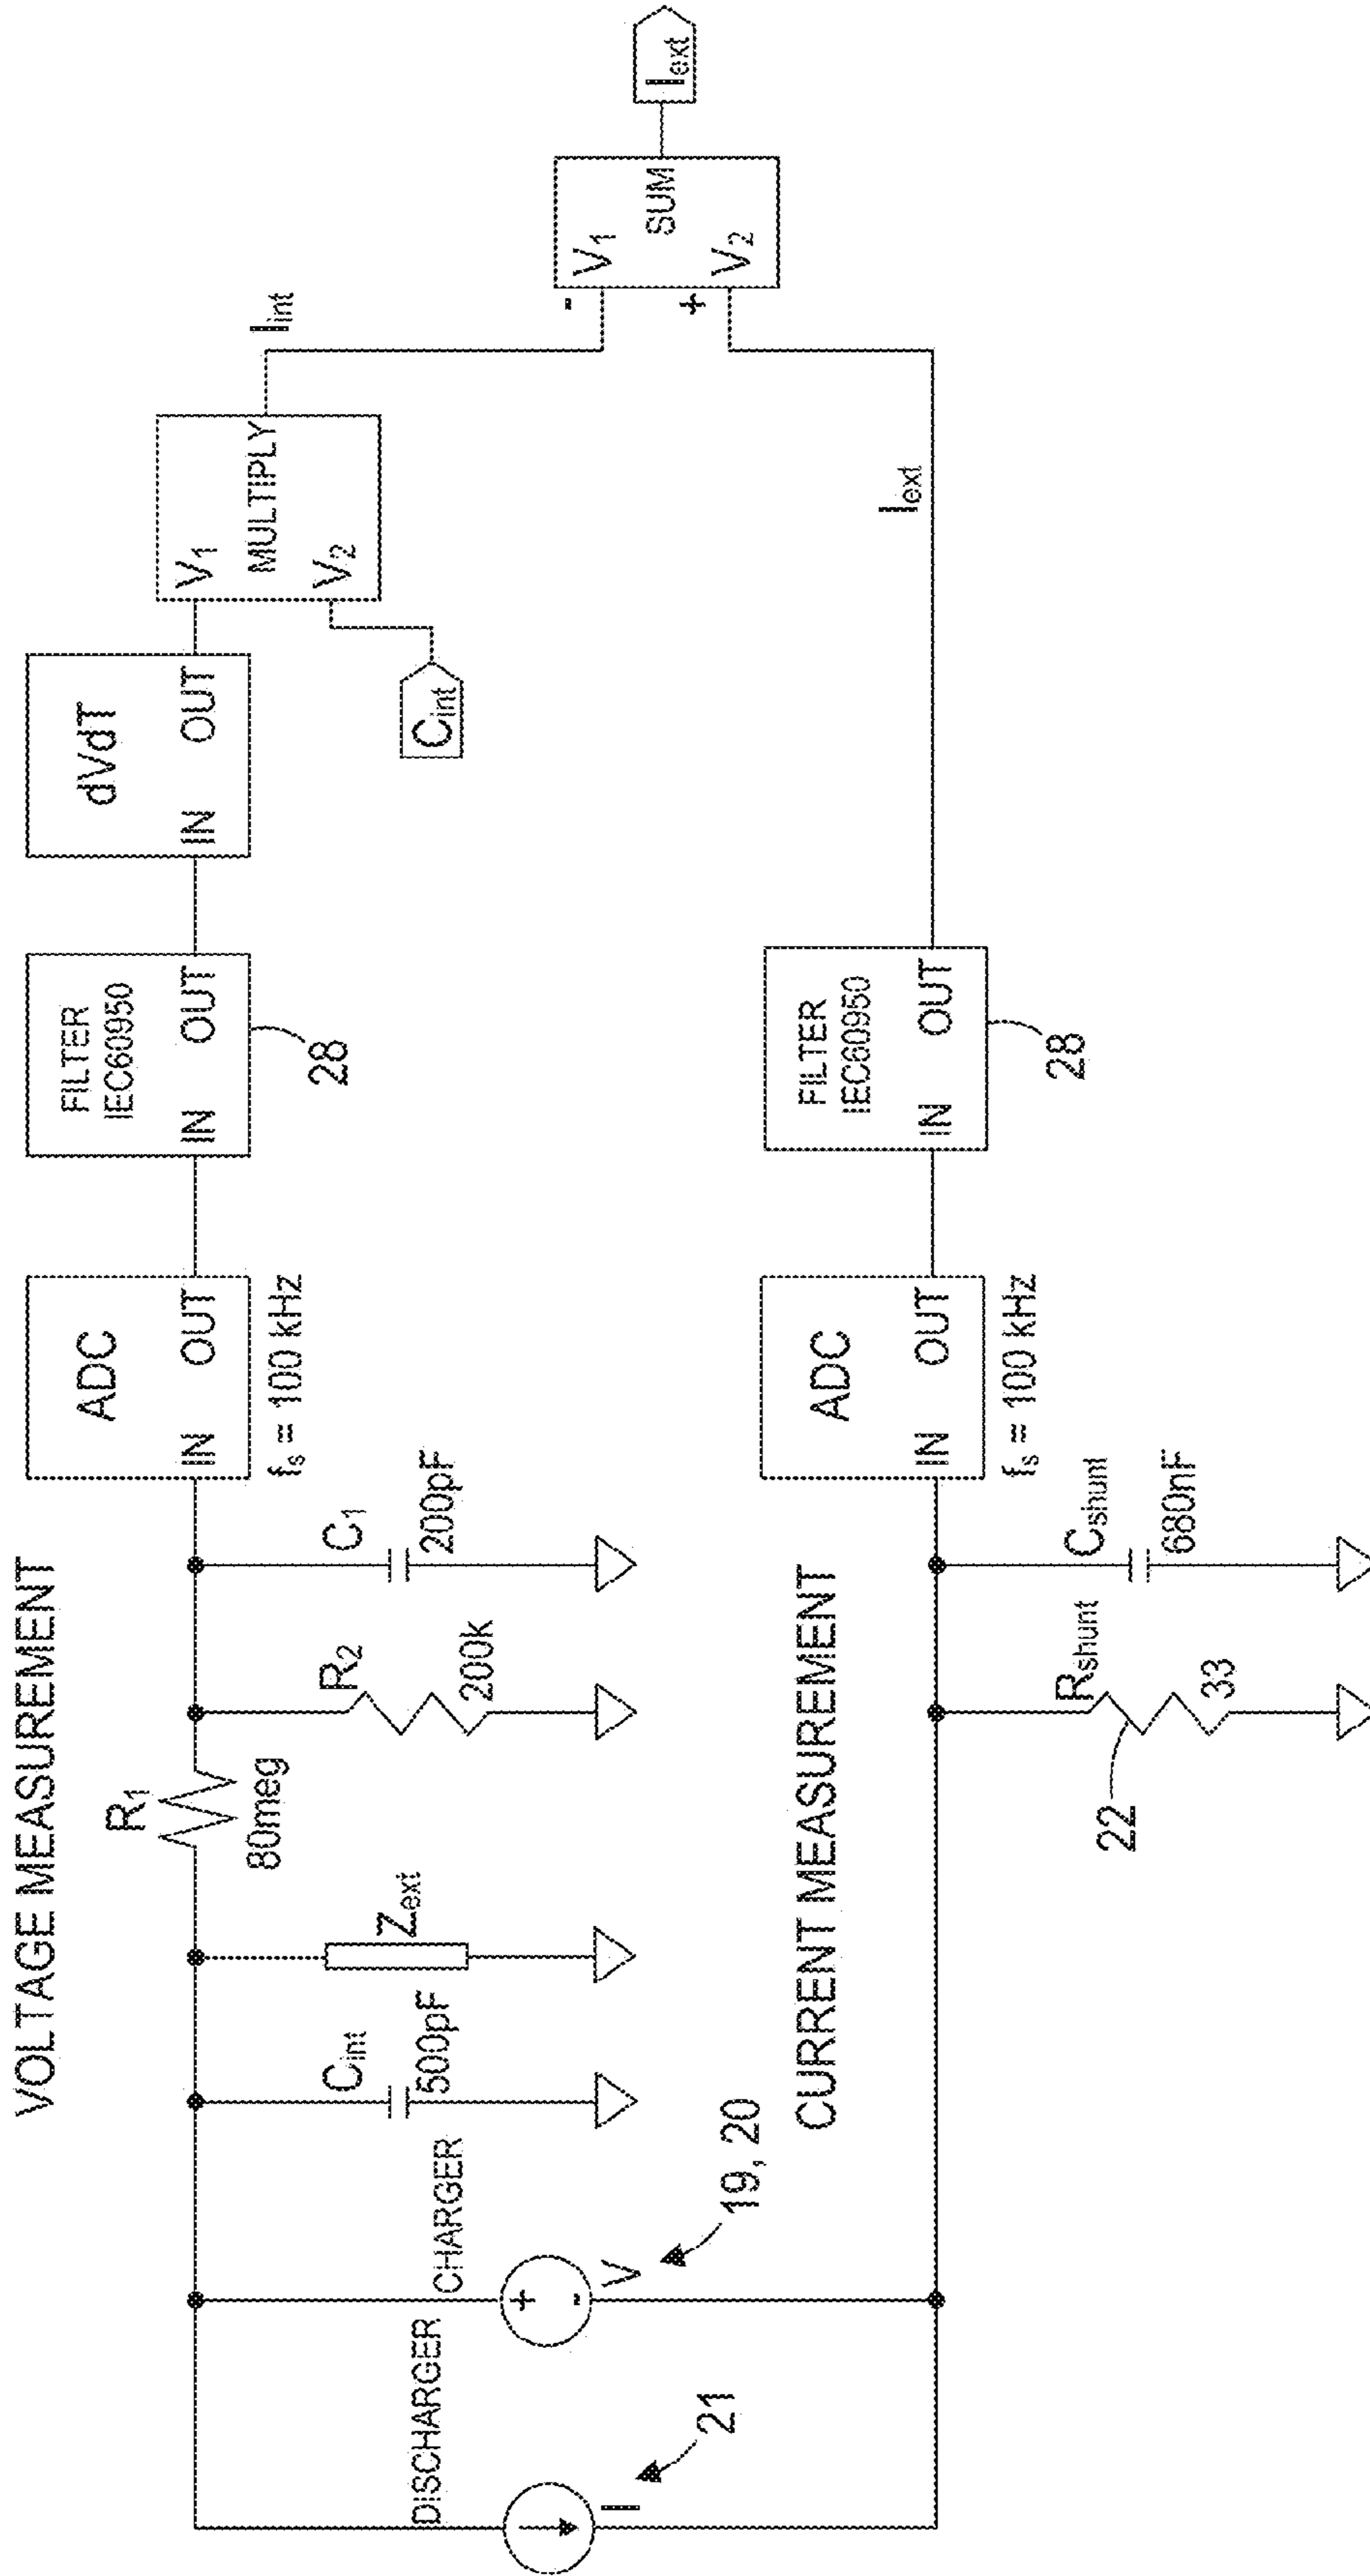 VOLTAGE MEASUREMENT
DISCHARGER
I
21
CHARGER
+
-
V
19, 20
Cint
500pF
Zext
R1
80meg
R2
200k
C1
200pF
ADC
IN OUT
fs = 100 kHz
FILTER
IEC60950
IN OUT
28
dVdT
IN OUT
Cint
V1
MULTIPLY
V2
Iint
CURRENT MEASUREMENT
Rshunt
22
33
Cshunt
680nF
ADC
IN OUT
fs = 100 kHz
FILTER
IEC60950
IN OUT
28
Iext
-
V1
SUM
+
V2
Iext